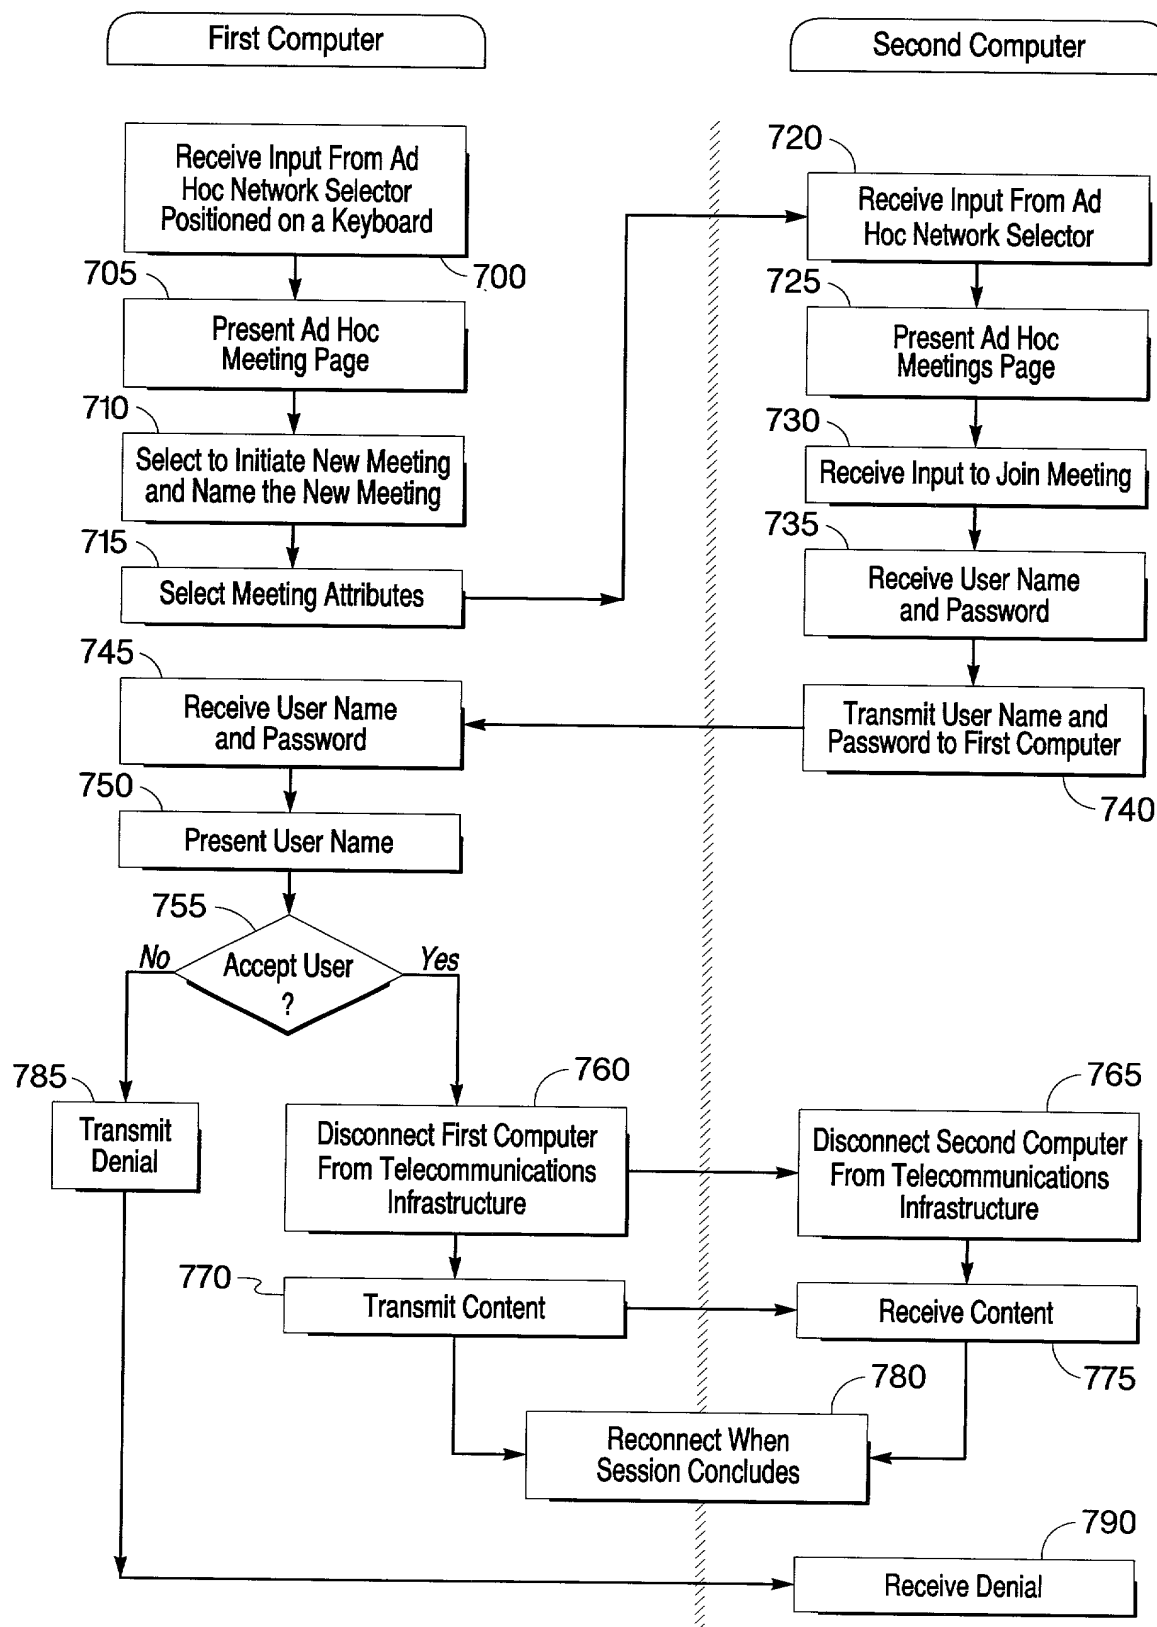 First Computer
Second Computer
Receive Input From Ad
Hoc Network Selector
Positioned on a Keyboard
700
705
Present Ad Hoc
Meeting Page
710
Select to Initiate New Meeting
and Name the New Meeting
715
Select Meeting Attributes
720
Receive Input From Ad
Hoc Network Selector
725
Present Ad Hoc
Meetings Page
730
Receive Input to Join Meeting
735
Receive User Name
and Password
Transmit User Name and
Password to First Computer
740
745
Receive User Name
and Password
750
Present User Name
755
Accept User
?
No
Yes
785
Transmit
Denial
760
Disconnect First Computer
From Telecommunications
Infrastructure
765
Disconnect Second Computer
From Telecommunications
Infrastructure
770
Transmit Content
Receive Content
775
780
Reconnect When
Session Concludes
790
Receive Denial